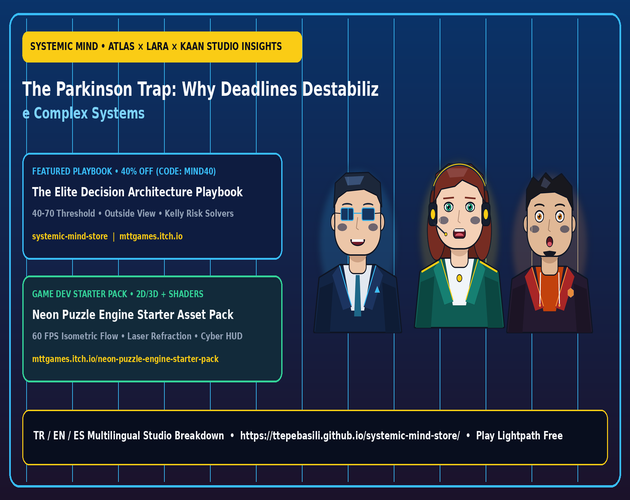 SYSTEMIC MIND • ATLAS × LARA × KAAN STUDIO INSIGHTS
The Parkinson Trap: Why Deadlines Destabiliz
e Complex Systems
FEATURED PLAYBOOK • 40% OFF (CODE: MIND40)
The Elite Decision Architecture Playbook
40-70 Threshold • Outside View • Kelly Risk Solvers
systemic-mind-store | mttgames.itch.io
GAME DEV STARTER PACK • 2D/3D + SHADERS
Neon Puzzle Engine Starter Asset Pack
60 FPS Isometric Flow • Laser Refraction • Cyber HUD
mttgames.itch.io/neon-puzzle-engine-starter-pack
TR / EN / ES Multilingual Studio Breakdown • https://ttepebasili.github.io/systemic-mind-store/ • Play Lightpath Free